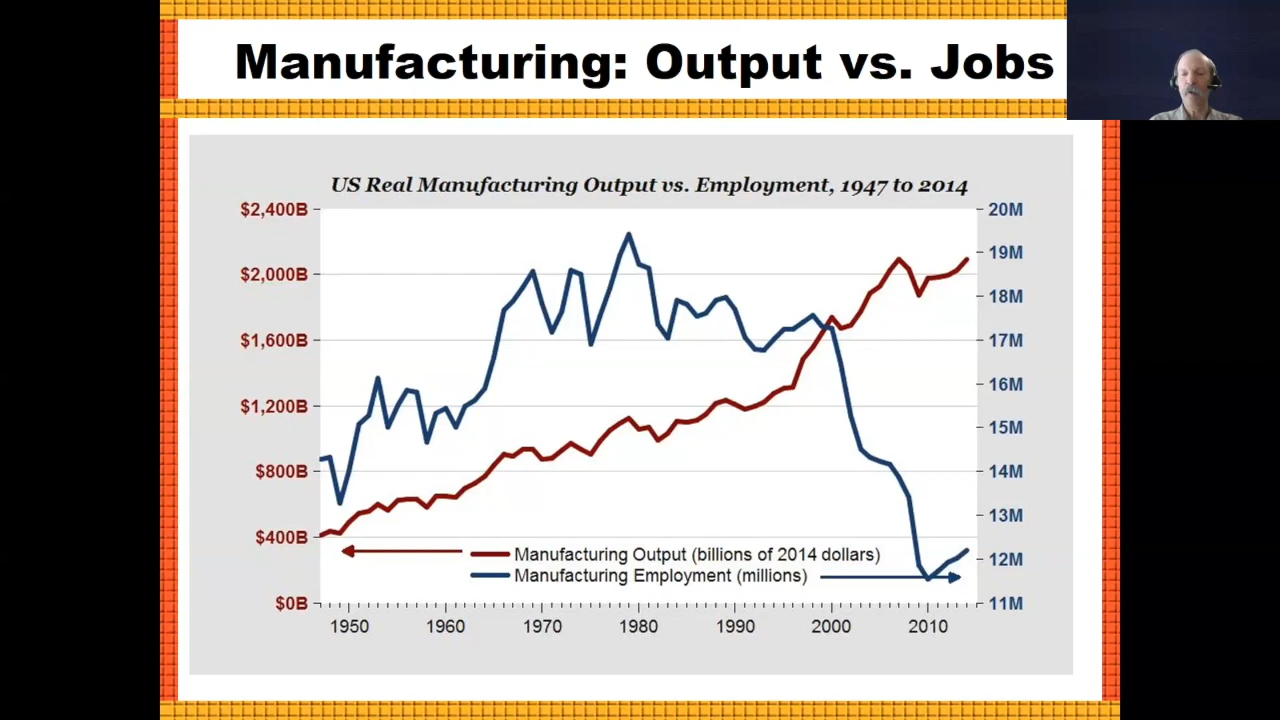 Manufacturing: Output vs. Jobs
US Real Manufacturing Output vs. Employment, 1947 to 2014
$2,400B
$2,000B
$1,600B
$1,200B
$800B
$400B
$0B
20M
19M
18M
17M
16M
15M
14M
13M
12M
11M
Manufacturing Output (billions of 2014 dollars)
Manufacturing Employment (millions)
1950 1960 1970 1980 1990 2000 2010